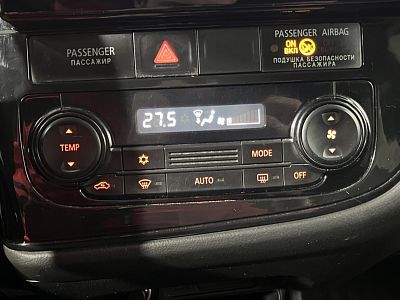 PASSENGER
ПАССАЖИР
PASSENGER AIRBAG
ON
ВКЛ
ПОДУШКА БЕЗОПАСНОСТИ
ПАССАЖИРА
27.5
TEMP
MODE
AUTO
OFF